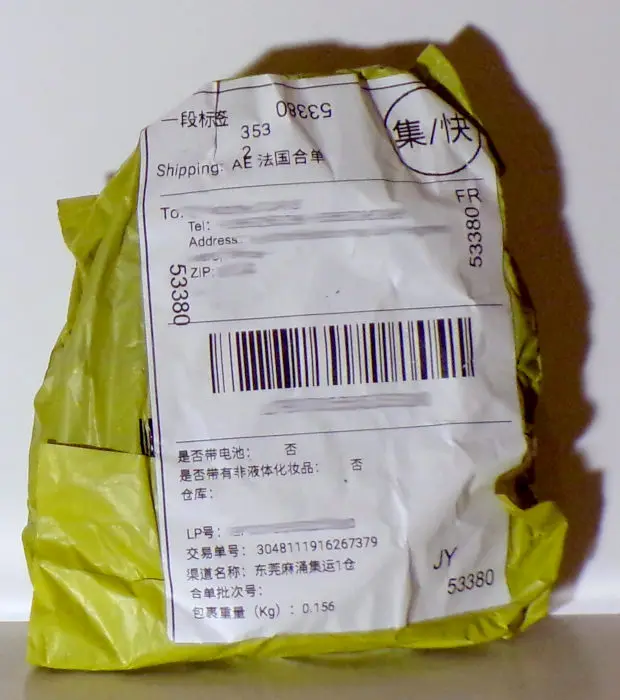 一段标签
53380
353
2
集/快
Shipping: AE 法国合单
FR
To:
Tel:
Address:
ZIP:
53380
53380
是否带电池: 否
是否带有非液体化妆品: 否
仓库:
LP号:
交易单号: 3048111916267379
渠道名称: 东莞麻涌集运1仓
合单批次号:
包裹重量 (Kg) : 0.156
JY
53380